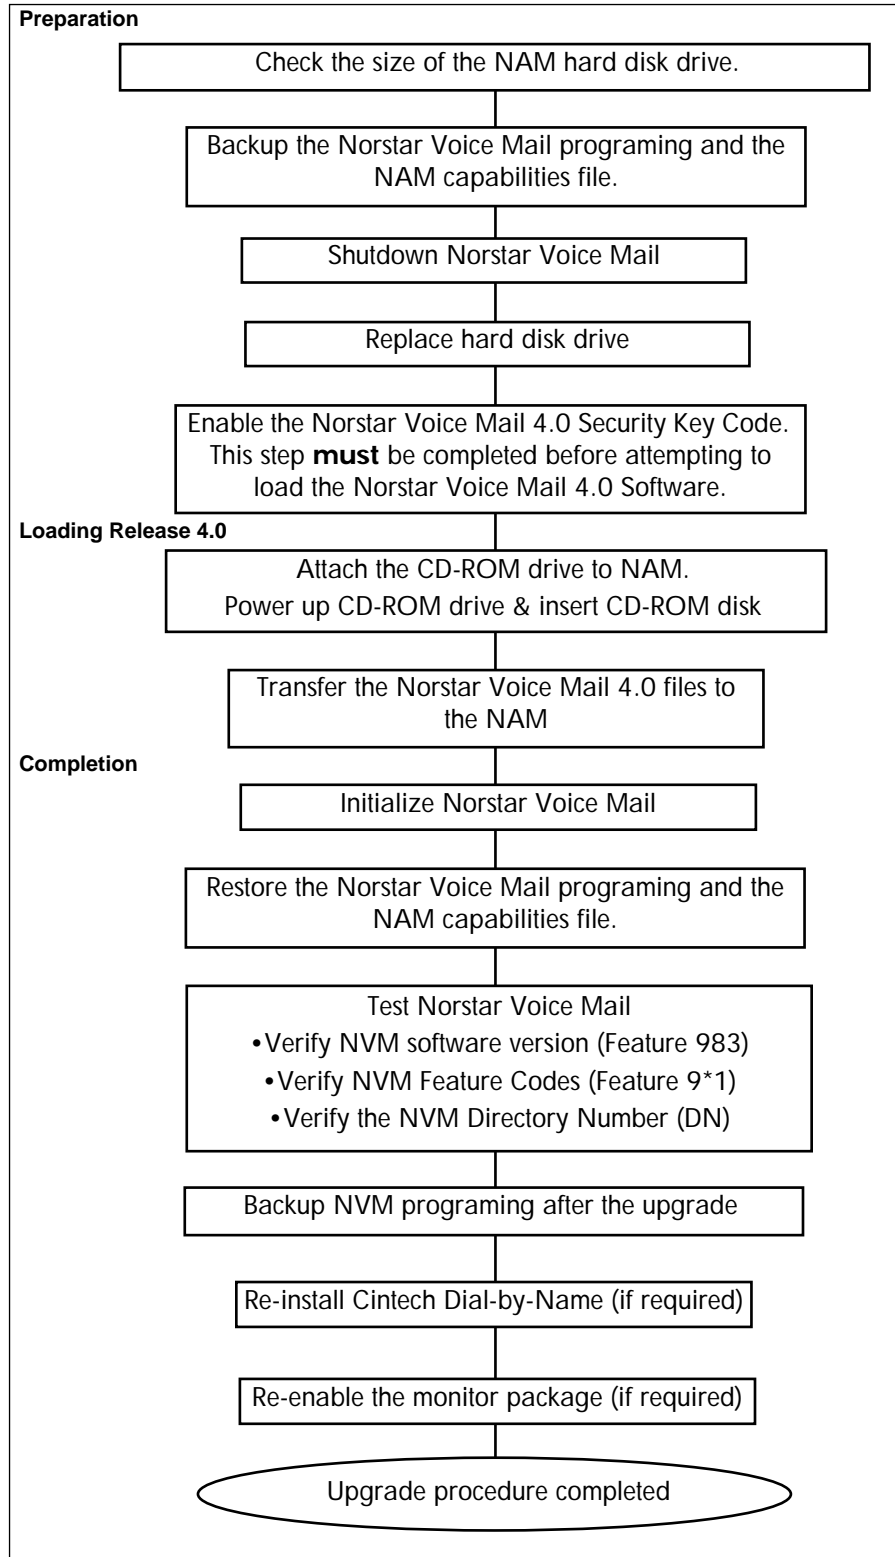 Preparation
Check the size of the NAM hard disk drive.
Backup the Norstar Voice Mail programing and the
NAM capabilities file.
Shutdown Norstar Voice Mail
Replace hard disk drive
Enable the Norstar Voice Mail 4.0 Security Key Code.
This step must be completed before attempting to
load the Norstar Voice Mail 4.0 Software.
Loading Release 4.0
Attach the CD-ROM drive to NAM.
Power up CD-ROM drive & insert CD-ROM disk
Transfer the Norstar Voice Mail 4.0 files to
the NAM
Completion
Initialize Norstar Voice Mail
Restore the Norstar Voice Mail programing and the
NAM capabilities file.
Test Norstar Voice Mail
•Verify NVM software version (Feature 983)
•Verify NVM Feature Codes (Feature 9*1)
•Verify the NVM Directory Number (DN)
Backup NVM programing after the upgrade
Re-install Cintech Dial-by-Name (if required)
Re-enable the monitor package (if required)
Upgrade procedure completed